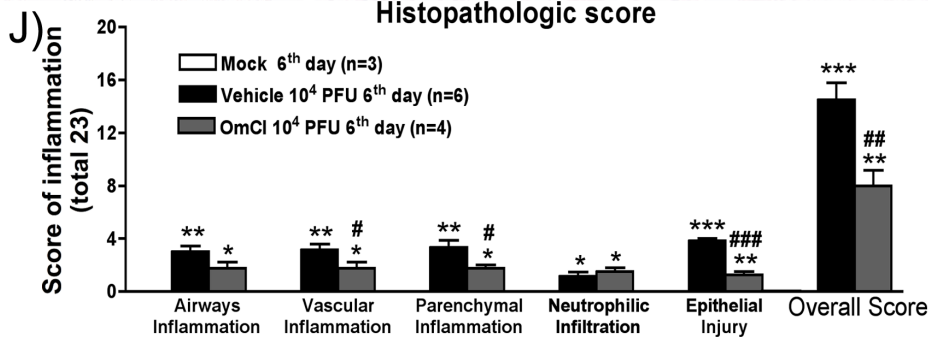 J)
Histopathologic score
Score of inflammation
(total 23)
20
16
12
8
4
0
Mock 6th day (n=3)
Vehicle 10⁴ PFU 6th day (n=6)
OmCI 10⁴ PFU 6th day (n=4)
** *
** # *
** # *
* *
*** ### **
*** ## **
Airways
Inflammation
Vascular
Inflammation
Parenchymal
Inflammation
Neutrophilic
Infiltration
Epithelial
Injury
Overall Score